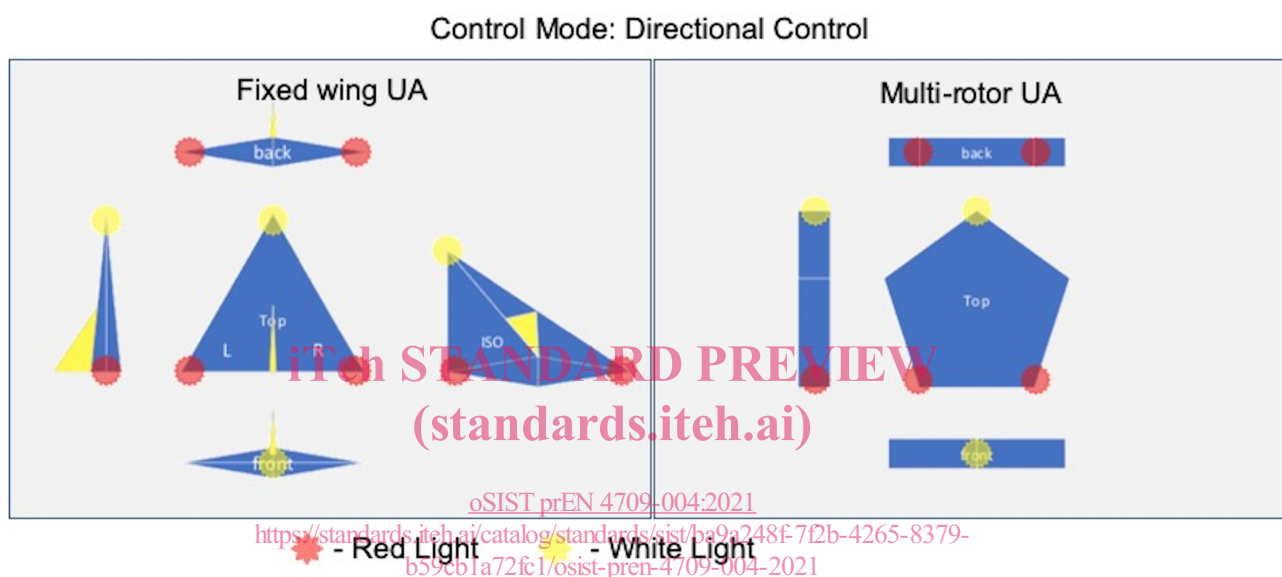 Control Mode: Directional Control
Fixed wing UA
Multi-rotor UA
back
back
Top
L
R
ISO
Top
iTeh STANDARD PREVIEW
(standards.iteh.ai)
front
front
oSIST prEN 4709-004:2021
https://standards.iteh.ai/catalog/standards/sist/ba9a248f-7f2b-4265-8379-
- Red Light
- White Light
b59cb1a72fc1/osist-pren-4709-004-2021